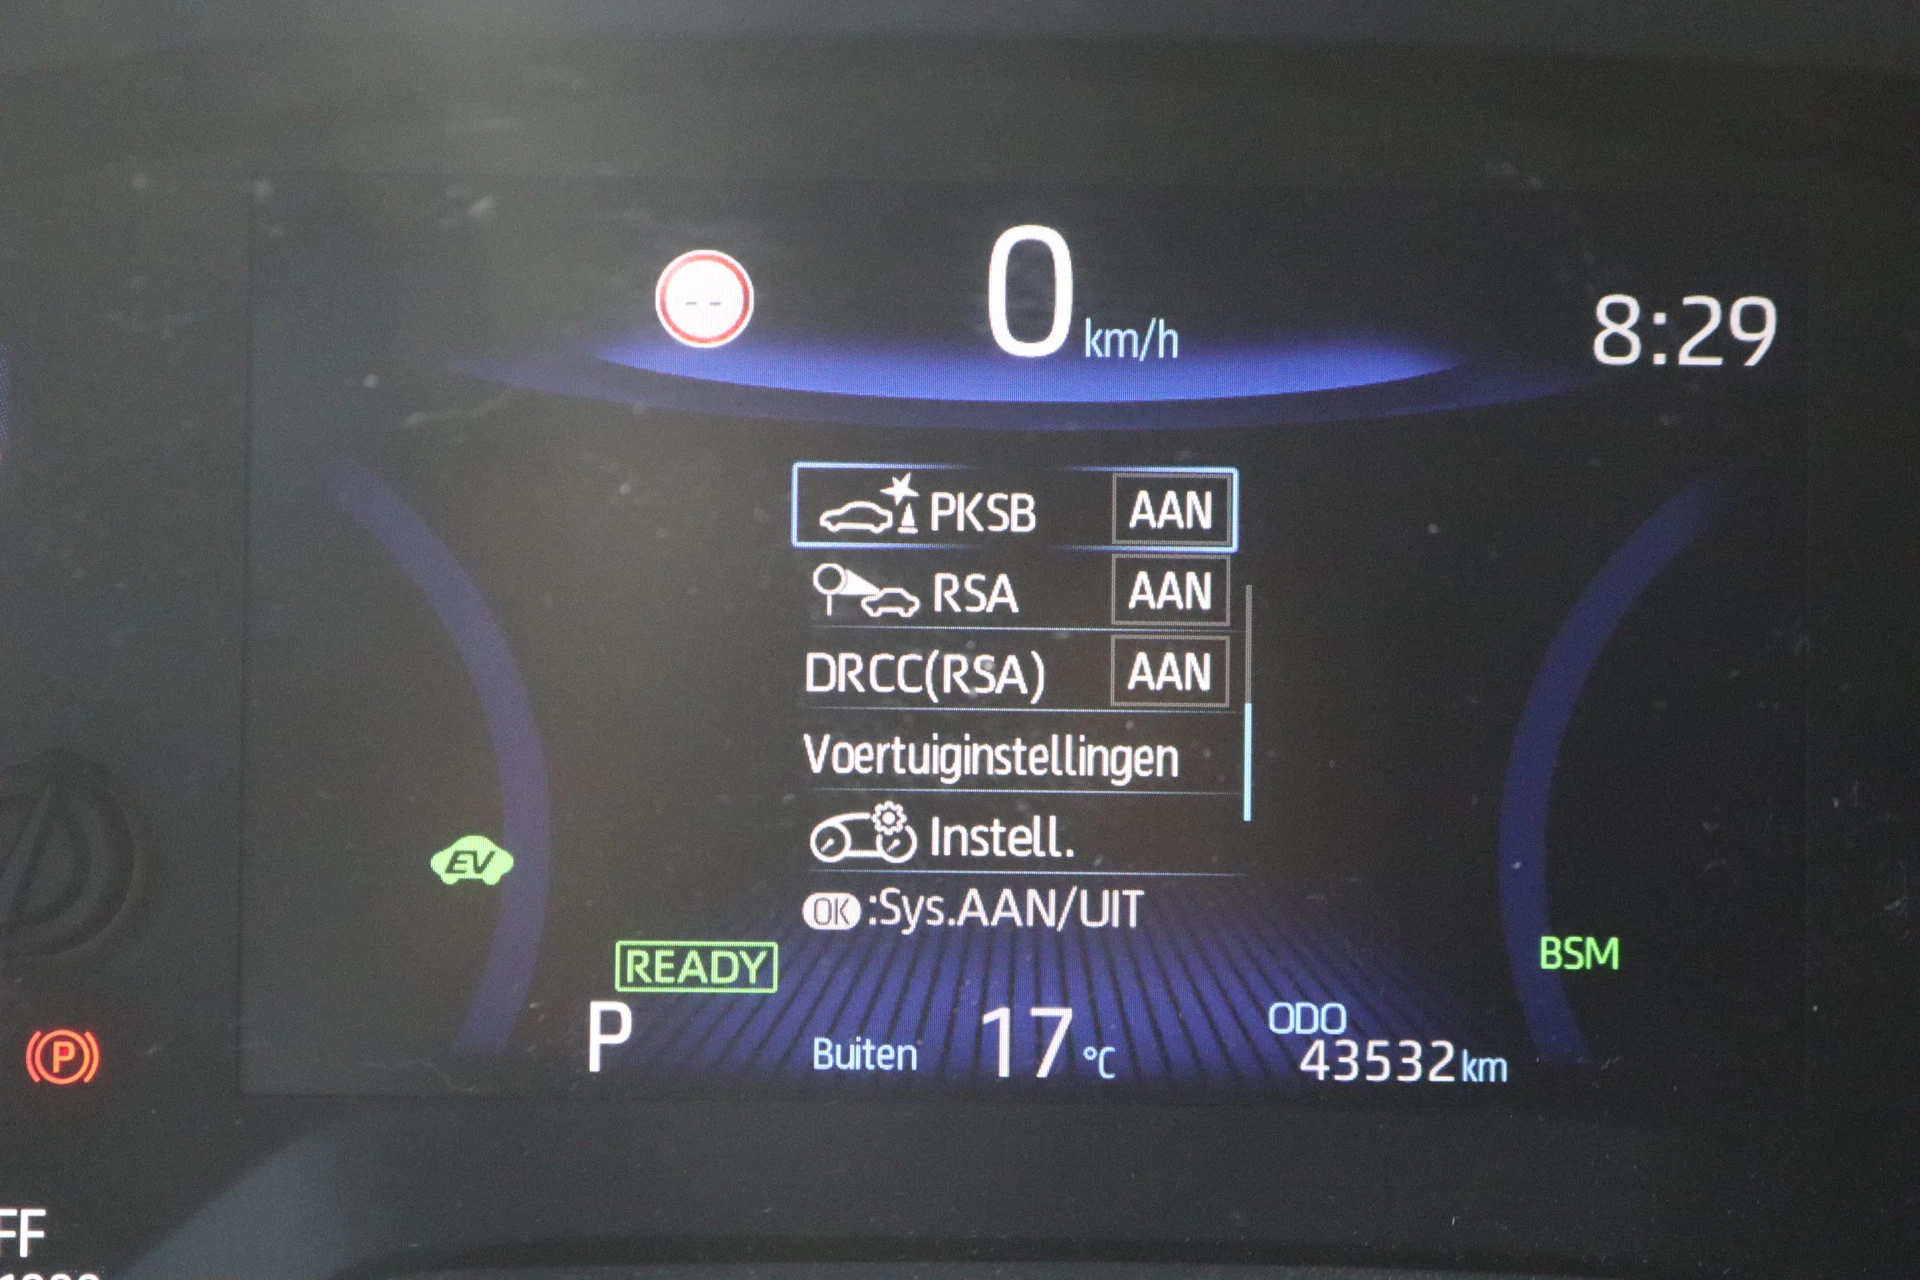 0 km/h
8:29
PKSB AAN
RSA AAN
DRCC(RSA) AAN
Voertuiginstellingen
Instell.
OK :Sys.AAN/UIT
EV
READY
BSM
P
Buiten 17 °C
ODO
43532 km
P
FF